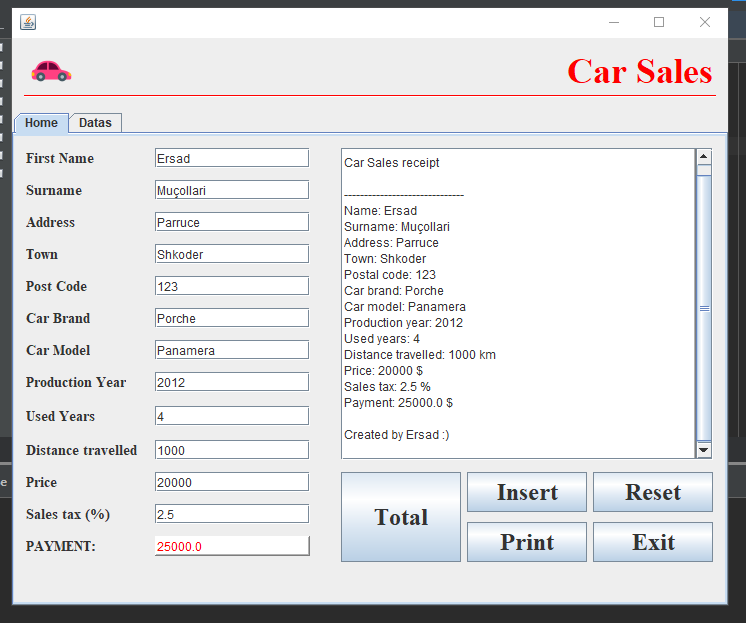 Car Sales
Home Datas
First Name Ersad
Surname Muçollari
Address Parruce
Town Shkoder
Post Code 123
Car Brand Porche
Car Model Panamera
Production Year 2012
Used Years 4
Distance travelled 1000
Price 20000
Sales tax (%) 2.5
PAYMENT: 25000.0
Car Sales receipt
------------------------------
Name: Ersad
Surname: Muçollari
Address: Parruce
Town: Shkoder
Postal code: 123
Car brand: Porche
Car model: Panamera
Production year: 2012
Used years: 4
Distance travelled: 1000 km
Price: 20000 $
Sales tax: 2.5 %
Payment: 25000.0 $
Created by Ersad :)
Total
Insert Reset
Print Exit